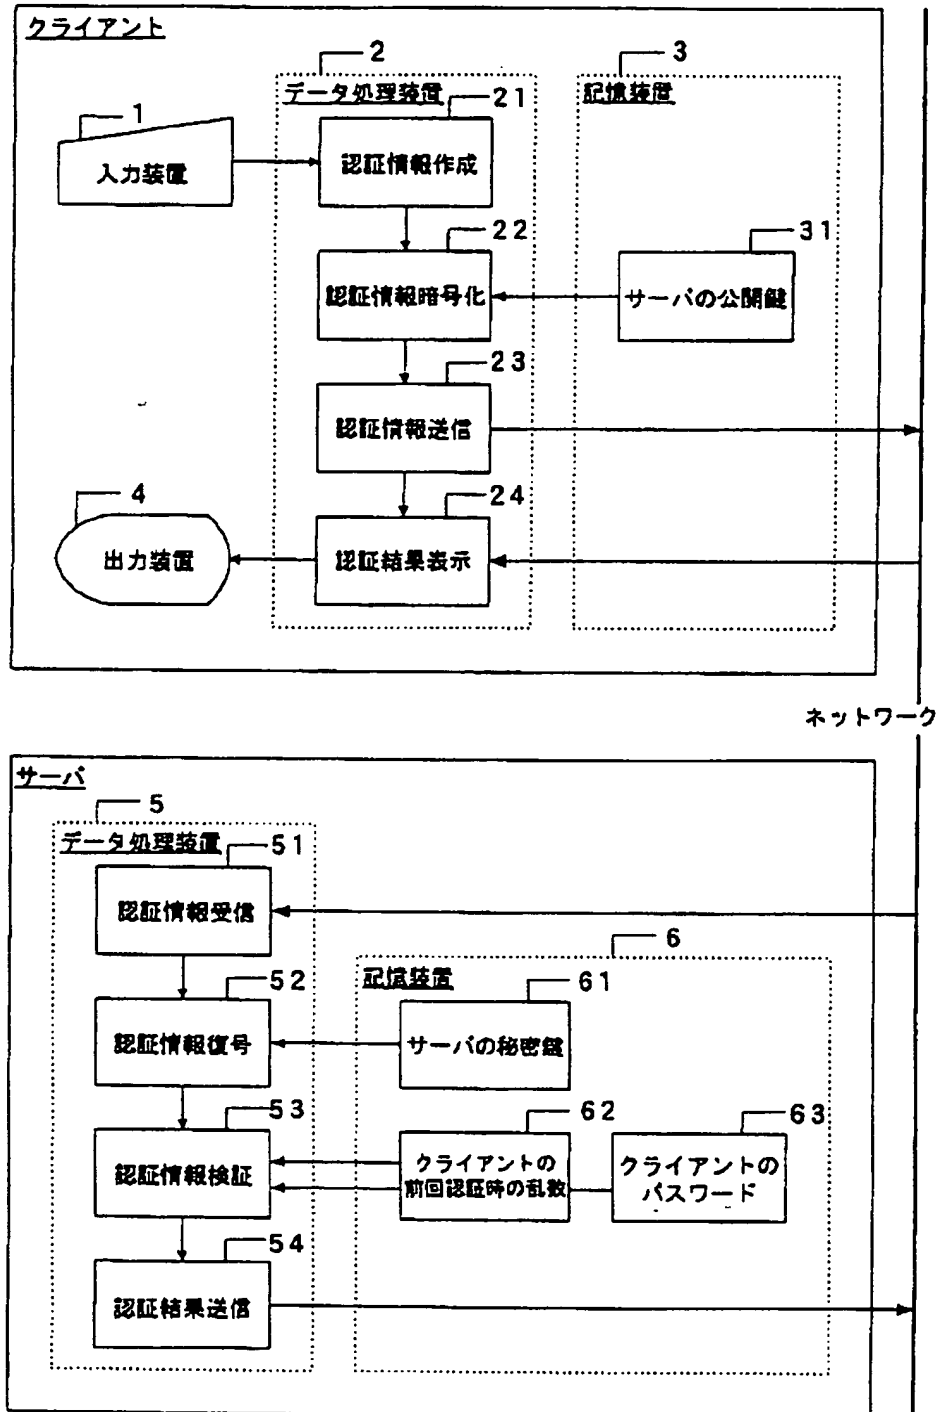 クライアント
2
3
データ処理装置
21
記憶装置
1
入力装置
認証情報作成
22
31
認証情報暗号化
サーバの公開鍵
23
認証情報送信
4
24
出力装置
認証結果表示
ネットワーク
サーバ
5
データ処理装置
51
認証情報受信
6
52
記憶装置
61
認証情報復号
サーバの秘密鍵
53
62
63
認証情報検証
クライアントの
前回認証時の乱数
クライアントの
パスワード
54
認証結果送信